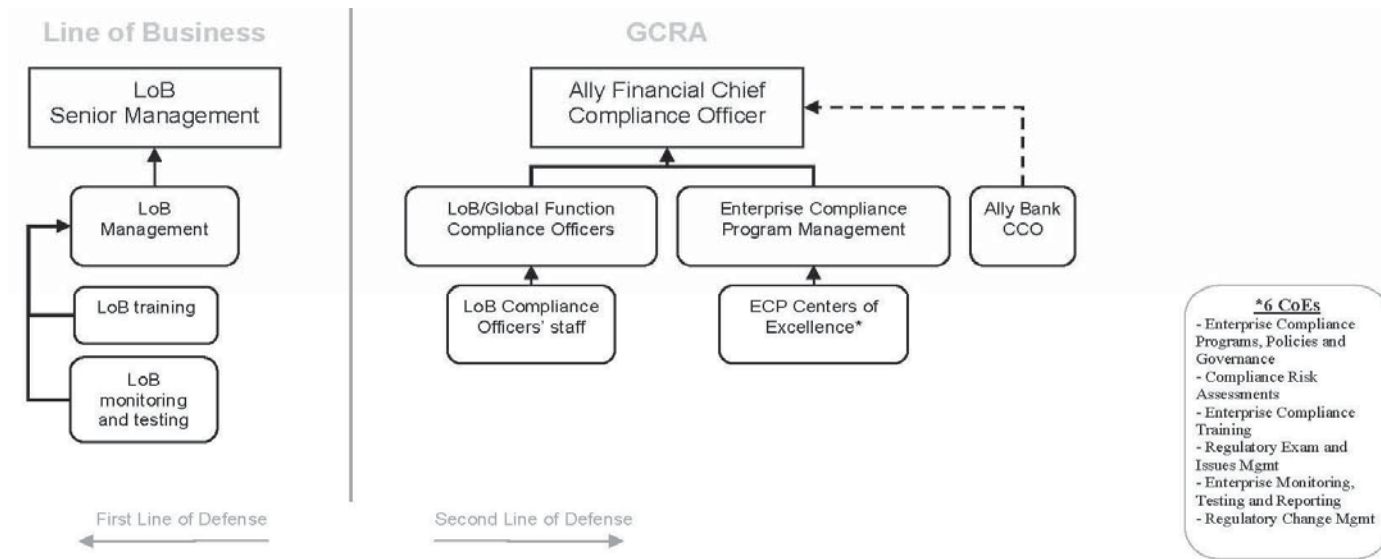 Line of Business
GCRA
LoB
Senior Management
Ally Financial Chief
Compliance Officer
LoB
Management
LoB/Global Function
Compliance Officers
Enterprise Compliance
Program Management
Ally Bank
CCO
LoB training
LoB Compliance
Officers' staff
ECP Centers of
Excellence*
LoB
monitoring
and testing
*6 CoEs
- Enterprise Compliance
Programs, Policies and
Governance
- Compliance Risk
Assessments
- Enterprise Compliance
Training
- Regulatory Exam and
Issues Mgmt
- Enterprise Monitoring,
Testing and Reporting
- Regulatory Change Mgmt
First Line of Defense
Second Line of Defense